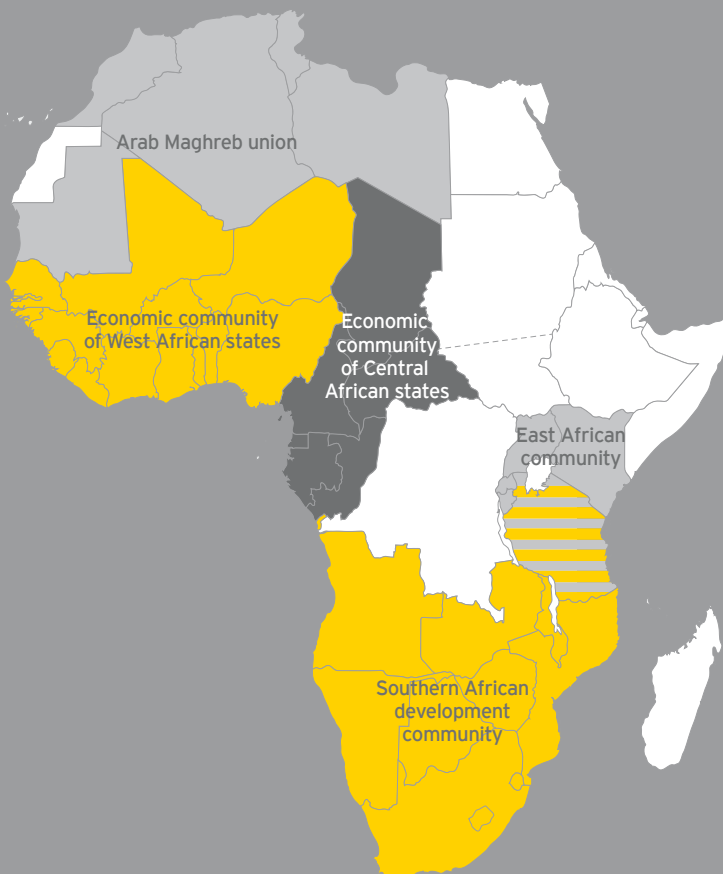 Arab Maghreb union
Economic community
of West African states
Economic
community
of Central
African states
East African
community
Southern African
development
community